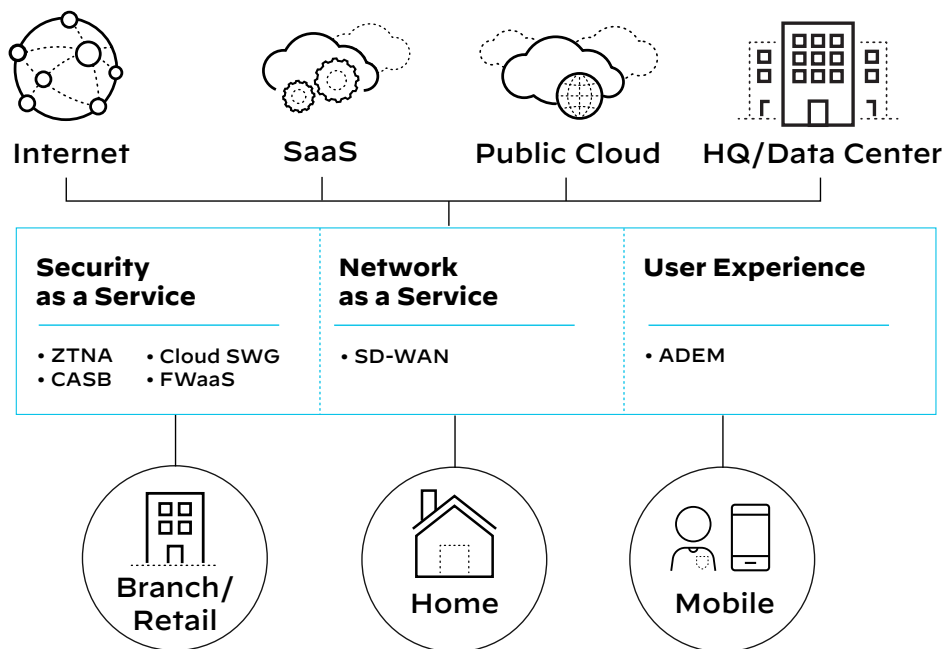 Internet
SaaS
Public Cloud
HQ/Data Center
Security
as a Service
• ZTNA
• CASB
• Cloud SWG
• FWaaS
Network
as a Service
• SD-WAN
User Experience
• ADEM
Branch/
Retail
Home
Mobile